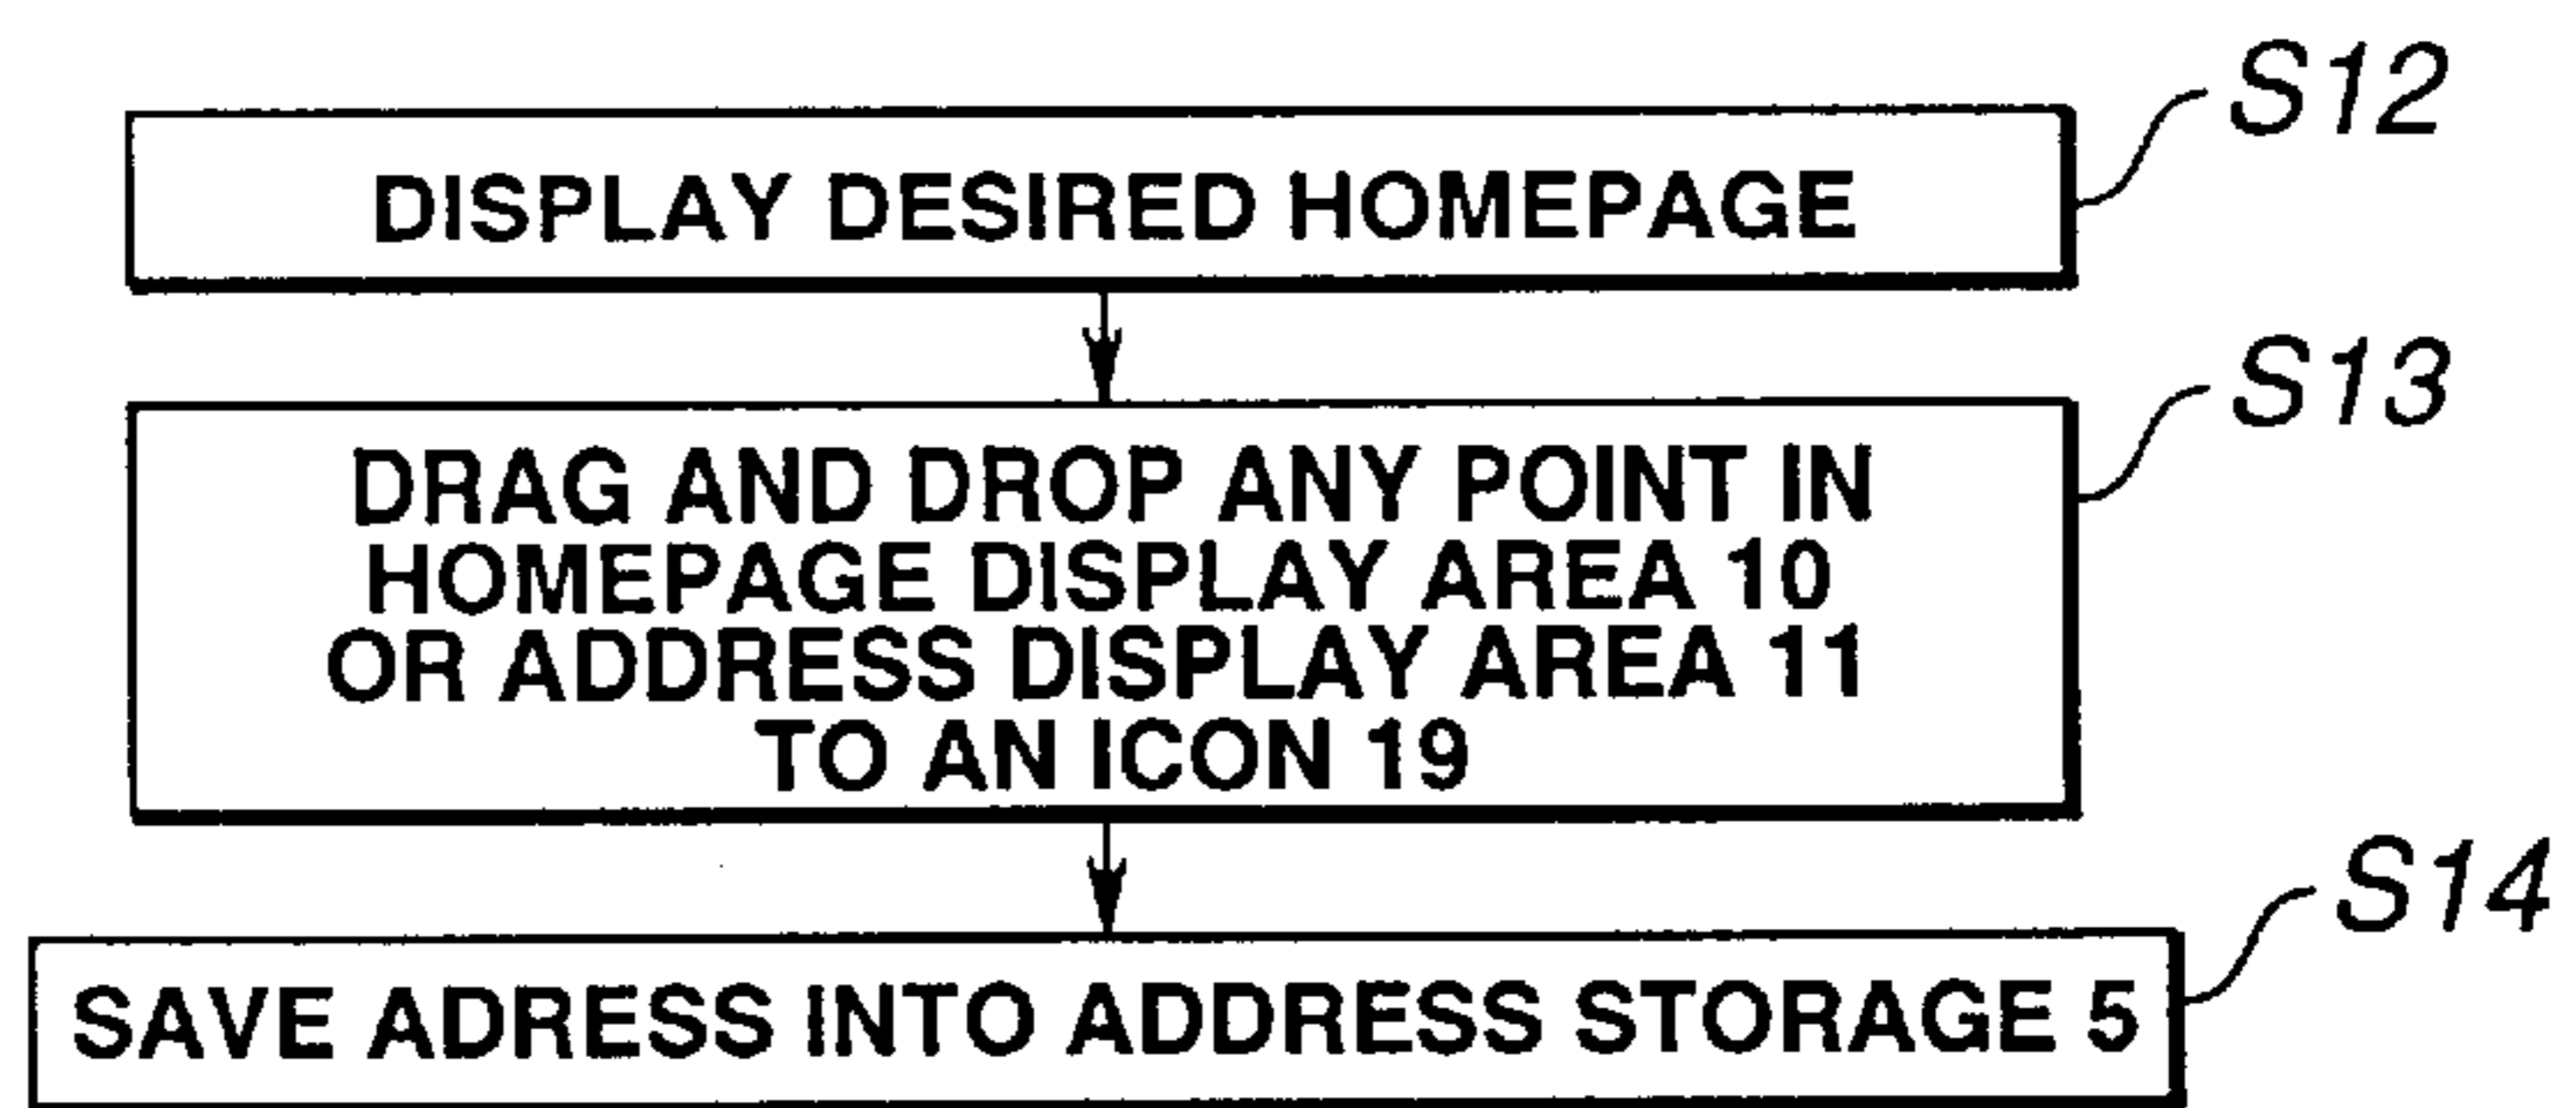 S12
DISPLAY DESIRED HOMEPAGE
S13
DRAG AND DROP ANY POINT IN
HOMEPAGE DISPLAY AREA 10
OR ADDRESS DISPLAY AREA 11
TO AN ICON 19
S14
SAVE ADRESS INTO ADDRESS STORAGE 5